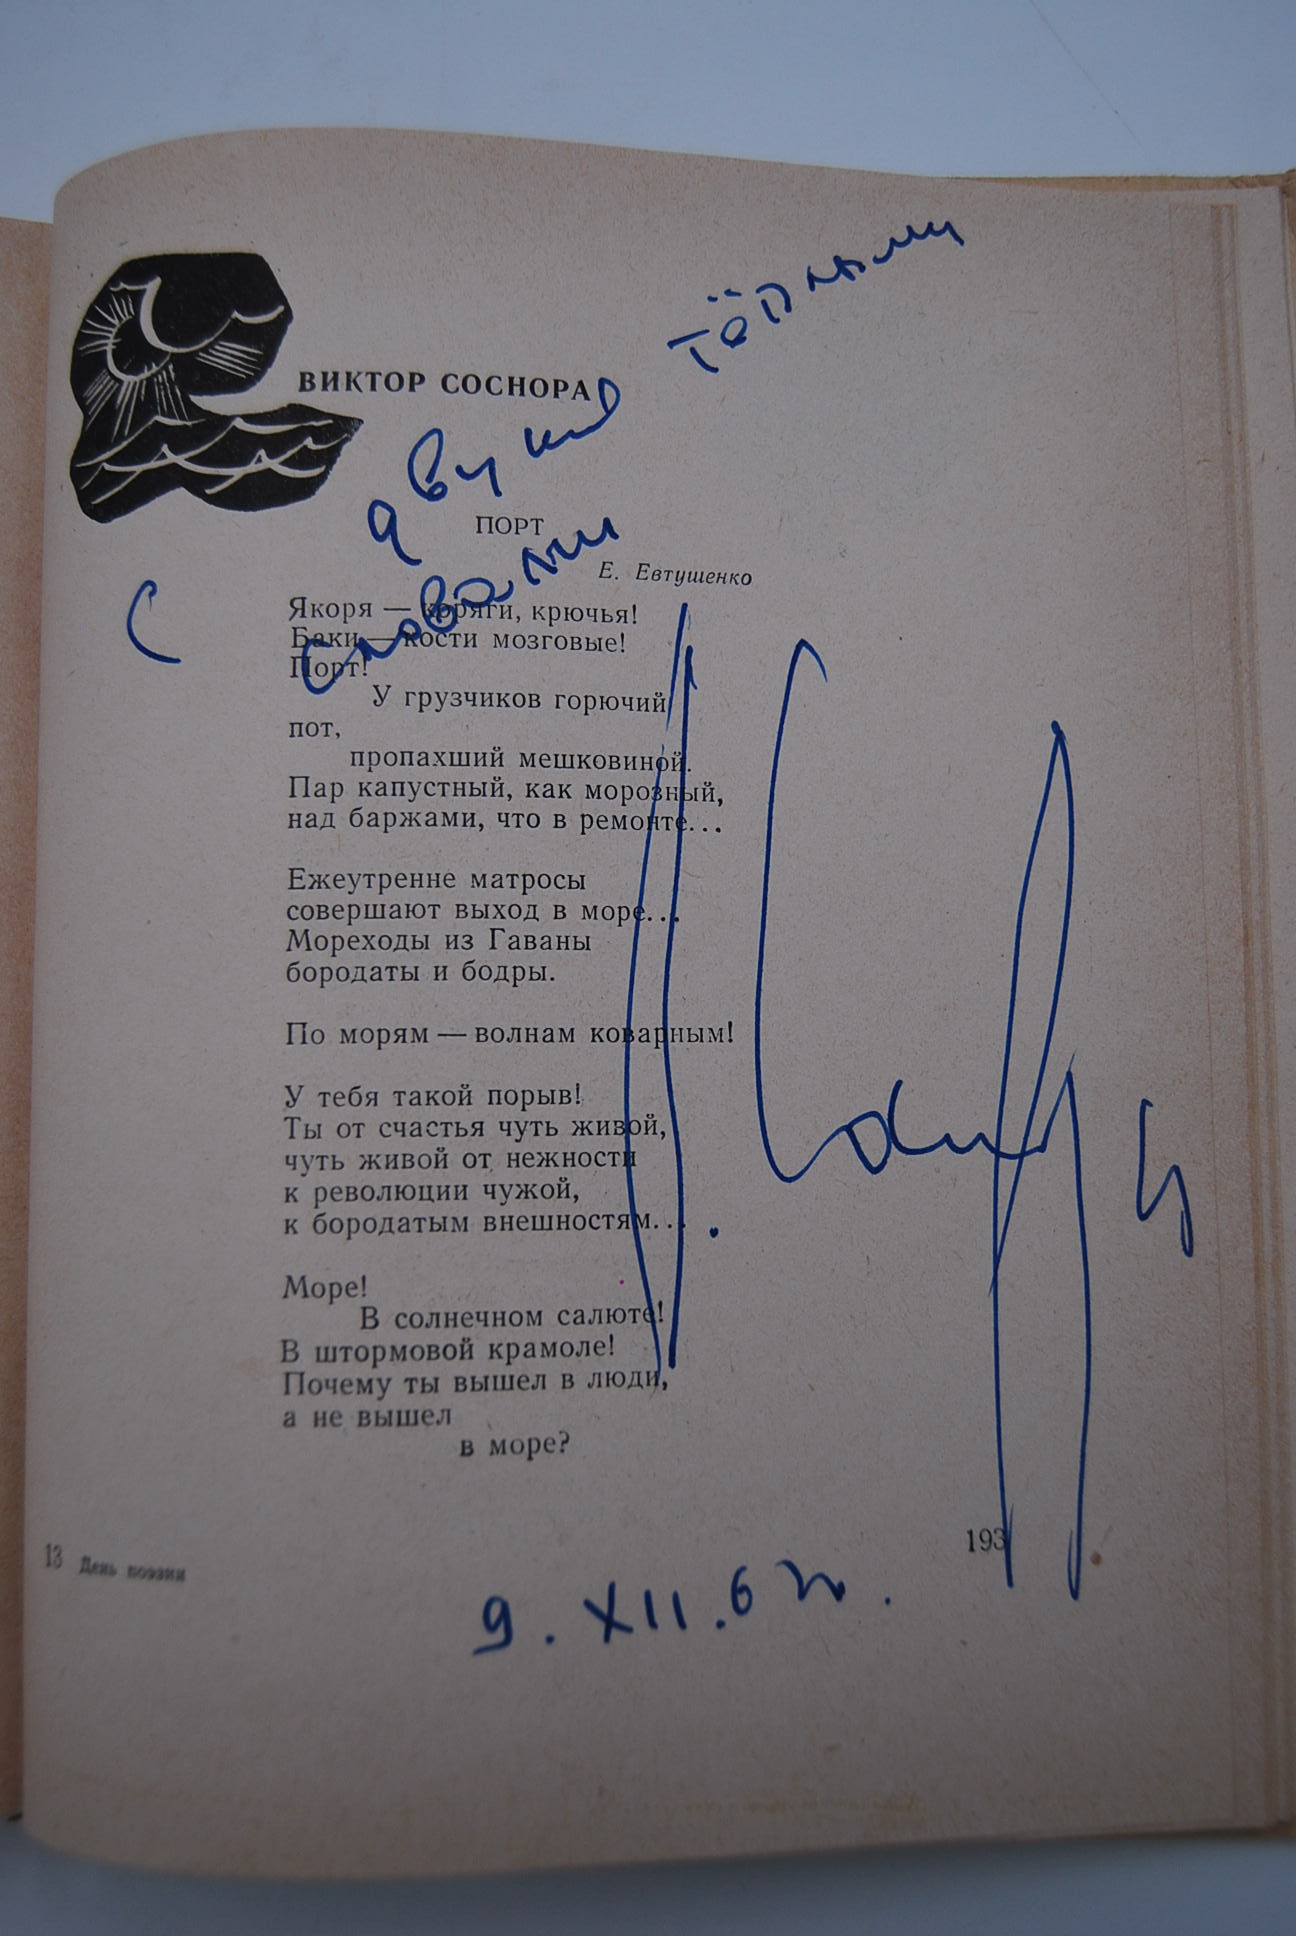 тёплыми
ВИКТОР СОСНОРА
С двумя
словами
ПОРТ
Е. Евтушенко
Якоря — коряги, крючья!
Баки — кости мозговые!
Порт!
У грузчиков горючий
пот,
пропахший мешковиной.
Пар капустный, как морозный,
над баржами, что в ремонте...
Ежеутренне матросы
совершают выход в море...
Мореходы из Гаваны
бородаты и бодры.
По морям — волнам коварным!
У тебя такой порыв!
Ты от счастья чуть живой,
чуть живой от нежности
к революции чужой,
к бородатым внешностям...
Море!
В солнечном салюте!
В штормовой крамоле!
Почему ты вышел в люди,
а не вышел
в море?
13 День поэзии
193
9. XII. 62 г.